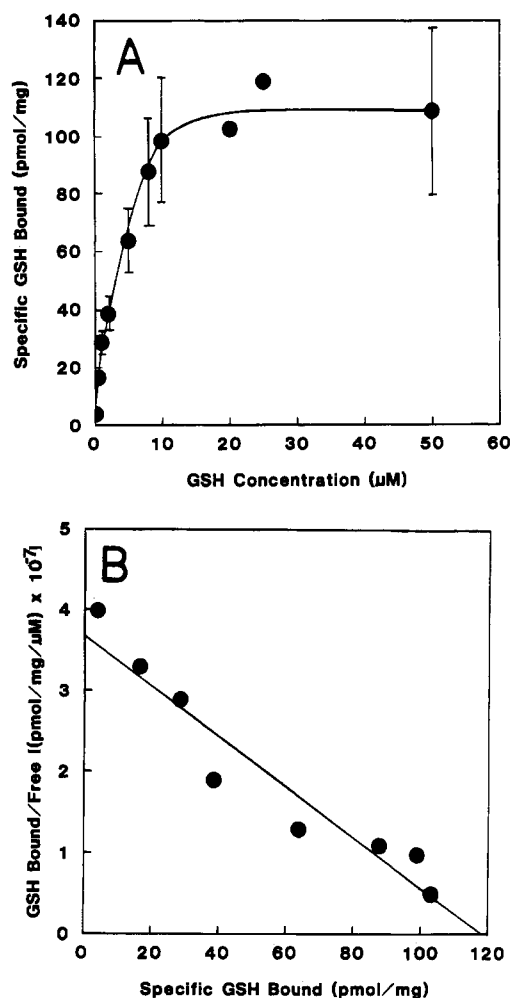 A
Specific GSH Bound (pmol/mg)
140
120
100
80
60
40
20
0
0 10 20 30 40 50 60
GSH Concentration (µM)
B
GSH Bound/Free [(pmol/mg/µM) x 10⁻⁷]
5
4
3
2
1
0
0 20 40 60 80 100 120
Specific GSH Bound (pmol/mg)